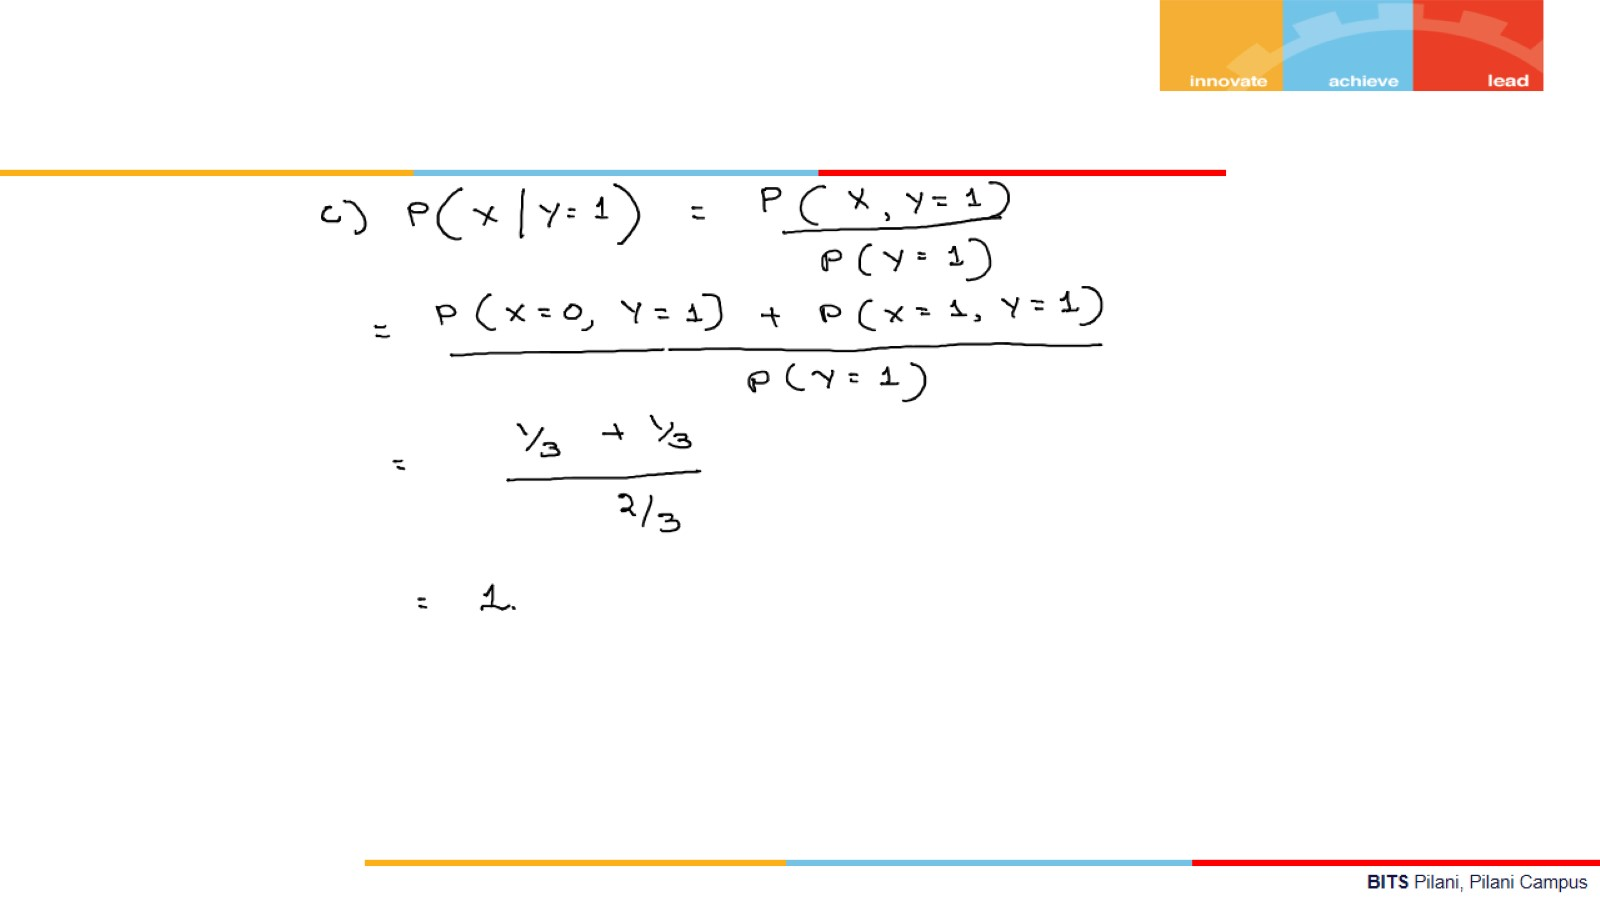 innovate achieve lead
c) P(X | Y = 1) = P(X, Y = 1)
P(Y = 1)
= P(X = 0, Y = 1) + P(X = 1, Y = 1)
P(Y = 1)
= 1/3 + 1/3
2/3
= 1.
BITS Pilani, Pilani Campus